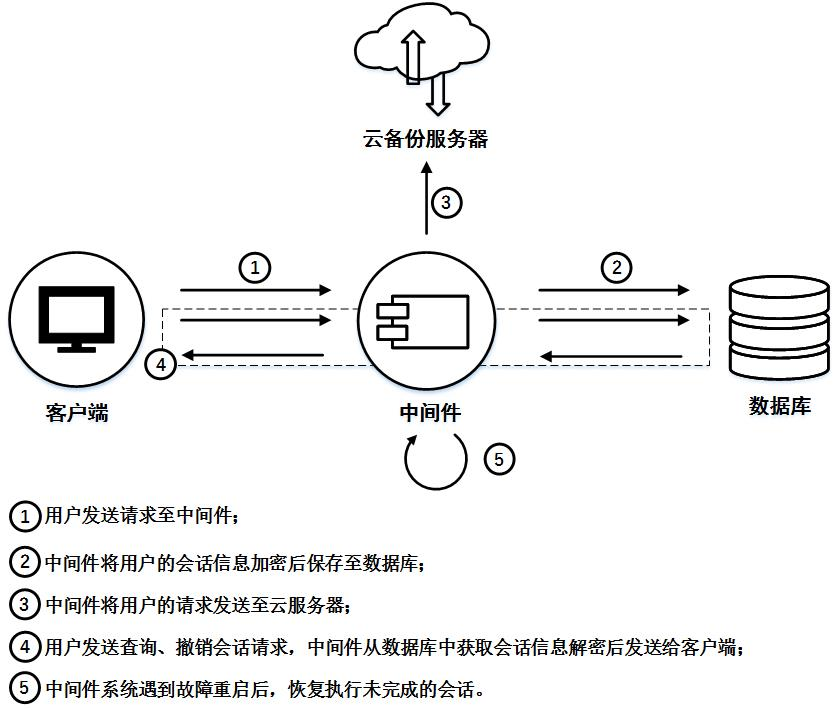 云备份服务器
3
1
2
4
客户端
中间件
数据库
5
1 用户发送请求至中间件；
2 中间件将用户的会话信息加密后保存至数据库；
3 中间件将用户的请求发送至云服务器；
4 用户发送查询、撤销会话请求，中间件从数据库中获取会话信息解密后发送给客户端；
5 中间件系统遇到故障重启后，恢复执行未完成的会话。